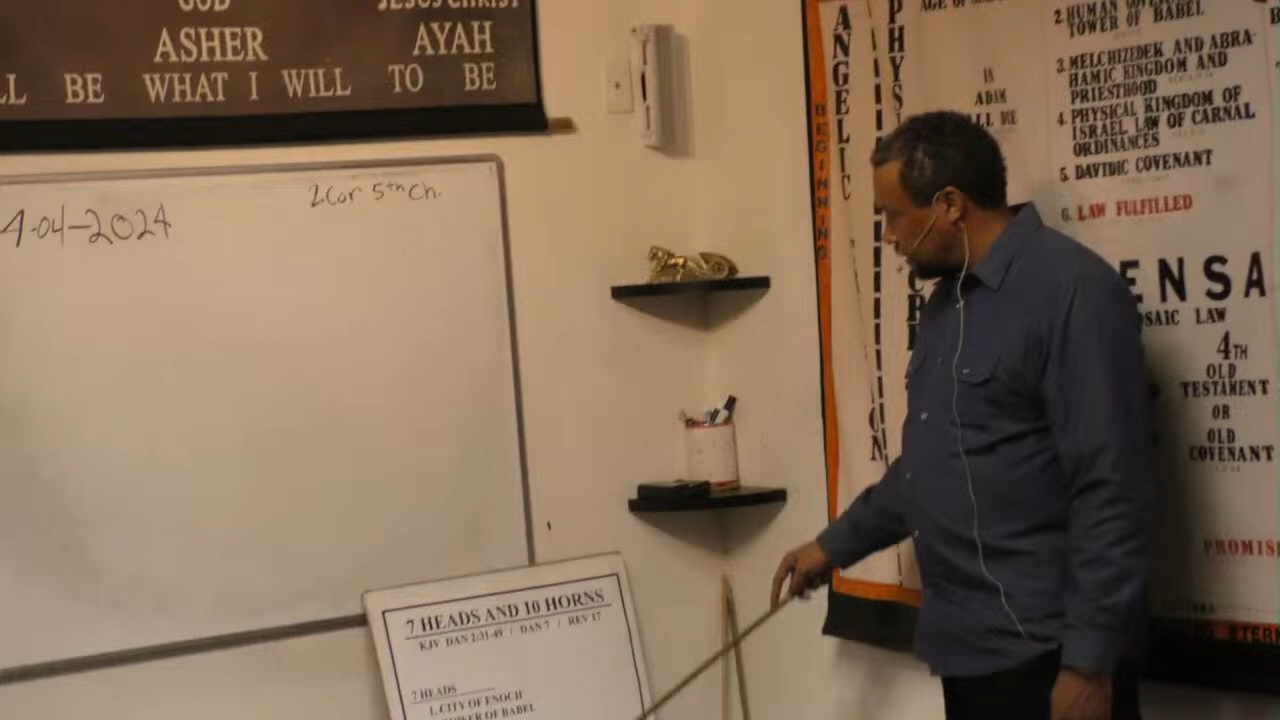 GOD JESUS CHRIST
ASHER AYAH
BE WHAT I WILL TO BE
4-04-2024
2Cor 5th Ch.
7 HEADS AND 10 HORNS
KJV DAN 2:31-49 / DAN 7 / REV 17
7 HEADS
1. CITY OF ENOCH
OF BABEL
BEGINNING
ANGELIC
AGE OF
IN
ADAM
DIE
2. HUMAN
TOWER OF BABEL
3. MELCHIZEDEK AND ABRA-
HAMIC KINGDOM AND
PRIESTHOOD
4. PHYSICAL KINGDOM OF
ISRAEL LAW OF CARNAL
ORDINANCES
5. DAVIDIC COVENANT
6. LAW FULFILLED
ENSA
LAW
4TH
OLD
TESTAMENT
OR
OLD
COVENANT
PROMIS